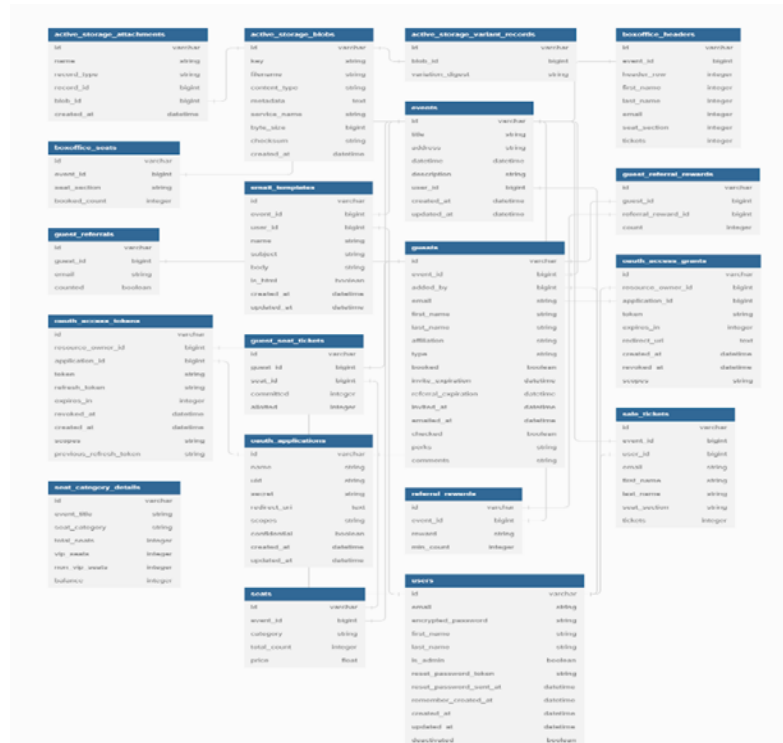 active_storage_attachments
id varchar
name string
record_type string
record_id bigint
blob_id bigint
created_at datetime
active_storage_blobs
id varchar
key string
filename string
content_type string
metadata text
service_name string
byte_size bigint
checksum string
created_at datetime
active_storage_variant_records
id varchar
blob_id bigint
variation_digest string
boxoffice_headers
id varchar
event_id bigint
header_row integer
first_name integer
last_name integer
email integer
seat_section integer
tickets integer
boxoffice_seats
id varchar
event_id bigint
seat_section string
booked_count integer
events
id varchar
title string
address string
datetime datetime
description string
user_id bigint
created_at datetime
updated_at datetime
email_templates
id varchar
event_id bigint
user_id bigint
name string
subject string
body string
is_html boolean
created_at datetime
updated_at datetime
guest_referral_rewards
id varchar
guest_id bigint
referral_reward_id bigint
count integer
guest_referrals
id varchar
guest_id bigint
email string
counted boolean
guests
id varchar
event_id bigint
added_by bigint
email string
first_name string
last_name string
affiliation string
type string
booked boolean
invite_expiration datetime
referral_expiration datetime
invited_at datetime
emailed_at datetime
checked boolean
perks string
comments string
oauth_access_grants
id varchar
resource_owner_id bigint
application_id bigint
token string
expires_in integer
redirect_uri text
created_at datetime
revoked_at datetime
scopes string
oauth_access_tokens
id varchar
resource_owner_id bigint
application_id bigint
token string
refresh_token string
expires_in integer
revoked_at datetime
created_at datetime
scopes string
previous_refresh_token string
guest_seat_tickets
id varchar
guest_id bigint
seat_id bigint
committed integer
allotted integer
sale_tickets
id varchar
event_id bigint
user_id bigint
email string
first_name string
last_name string
seat_section string
tickets integer
oauth_applications
id varchar
name string
uid string
secret string
redirect_uri text
scopes string
confidential boolean
created_at datetime
updated_at datetime
seat_category_details
id varchar
event_title string
seat_category string
total_seats integer
vip_seats integer
non_vip_seats integer
balance integer
referral_rewards
id varchar
event_id bigint
reward string
min_count integer
seats
id varchar
event_id bigint
category string
total_count integer
price float
users
id varchar
email string
encrypted_password string
first_name string
last_name string
is_admin boolean
reset_password_token string
reset_password_sent_at datetime
remember_created_at datetime
created_at datetime
updated_at datetime
deactivated boolean